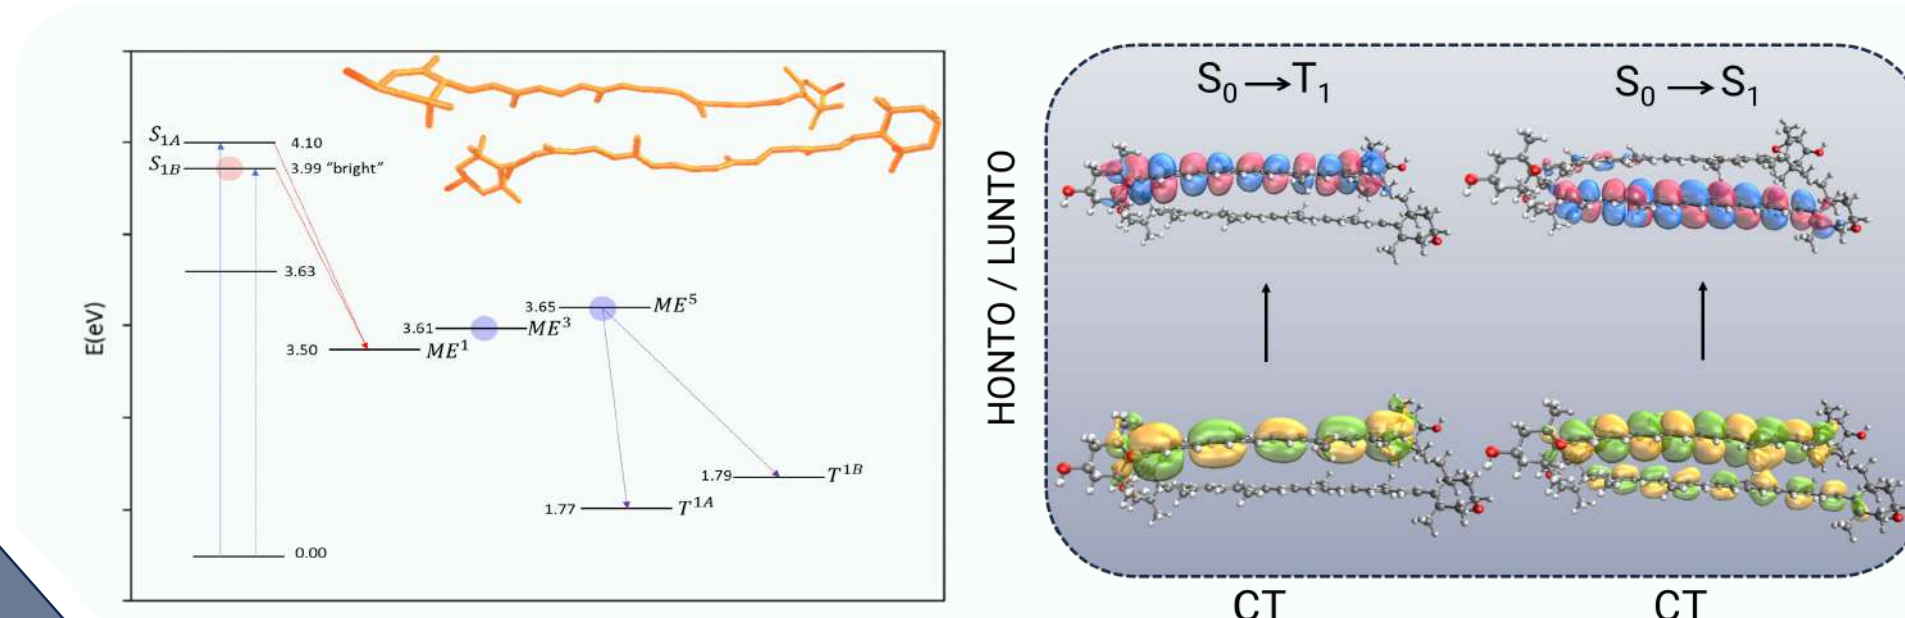 E(eV)
S1A
4.10
S1B
3.99 "bright"
3.63
3.50
ME¹
3.61
ME³
3.65
ME⁵
1.77
T¹ᴬ
1.79
T¹ᴮ
0.00
HONTO / LUNTO
S₀ → T₁
S₀ → S₁
CT
CT